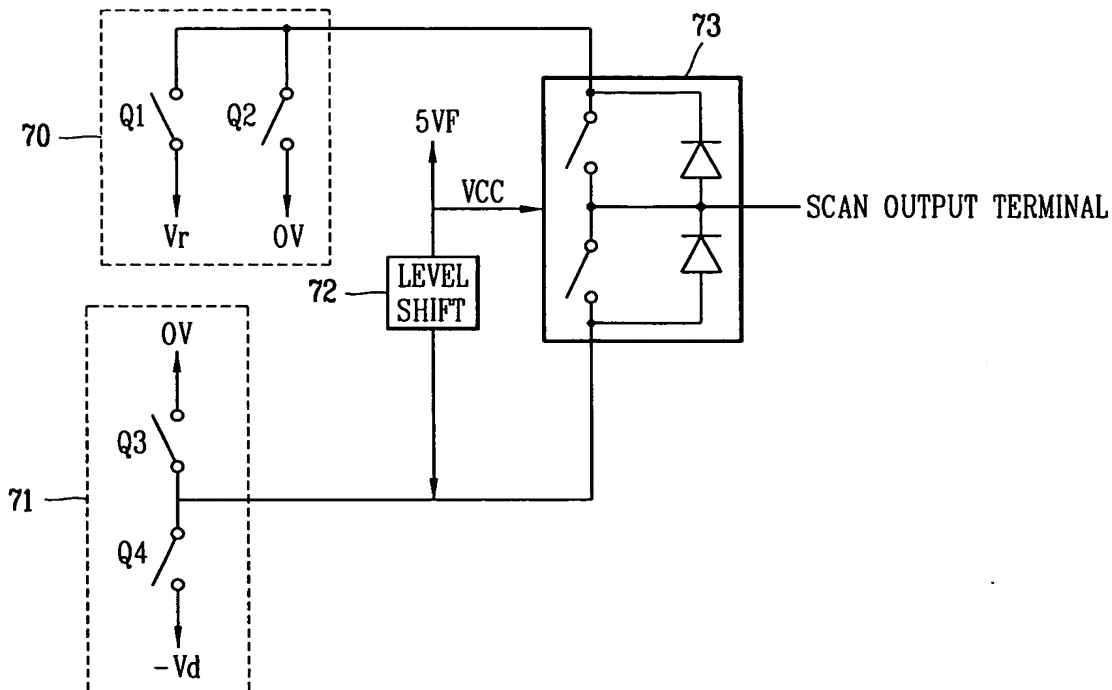 73
70
Q1
Q2
Vr
0V
5VF
VCC
SCAN OUTPUT TERMINAL
72
LEVEL
SHIFT
71
0V
Q3
Q4
-Vd